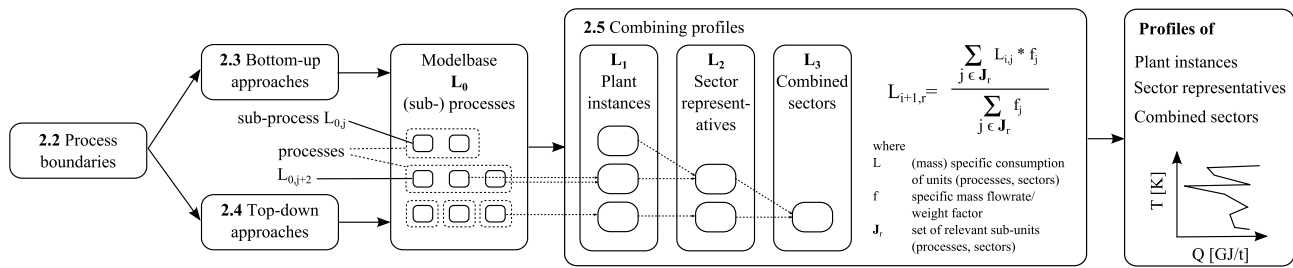 2.2 Process
boundaries
2.3 Bottom-up
approaches
2.4 Top-down
approaches
sub-process L0,j
processes
L0,j+2
Modelbase
L0
(sub-) processes
2.5 Combining profiles
L1
Plant
instances
L2
Sector
represent-
atives
L3
Combined
sectors
Li+1,r= ∑ j ϵ Jr Li,j * fj / ∑ j ϵ Jr fj
where
L (mass) specific consumption
of units (processes, sectors)
f specific mass flowrate/
weight factor
Jr set of relevant sub-units
(processes, sectors)
Profiles of
Plant instances
Sector representatives
Combined sectors
T [K]
Q [GJ/t]